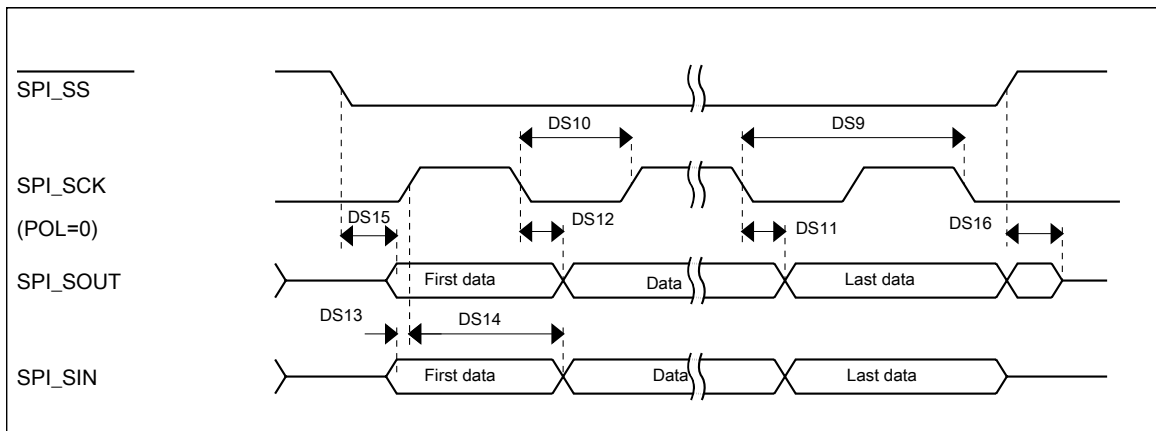 SPI_SS
DS10
DS9
SPI_SCK
DS15
DS12
DS11
DS16
(POL=0)
SPI_SOUT
First data
Data
Last data
DS13
DS14
SPI_SIN
First data
Data
Last data